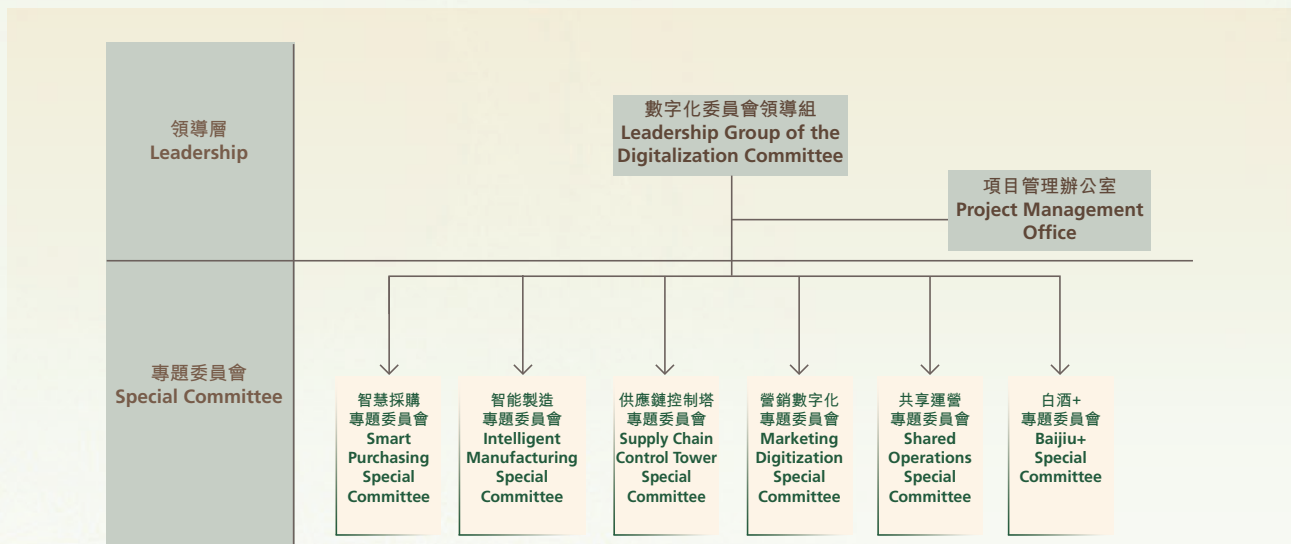 領導層
Leadership
數字化委員會領導組
Leadership Group of the
Digitalization Committee
項目管理辦公室
Project Management
Office
專題委員會
Special Committee
智慧採購
專題委員會
Smart
Purchasing
Special
Committee
智能製造
專題委員會
Intelligent
Manufacturing
Special
Committee
供應鏈控制塔
專題委員會
Supply Chain
Control Tower
Special
Committee
營銷數字化
專題委員會
Marketing
Digitization
Special
Committee
共享運營
專題委員會
Shared
Operations
Special
Committee
白酒+
專題委員會
Baijiu+
Special
Committee